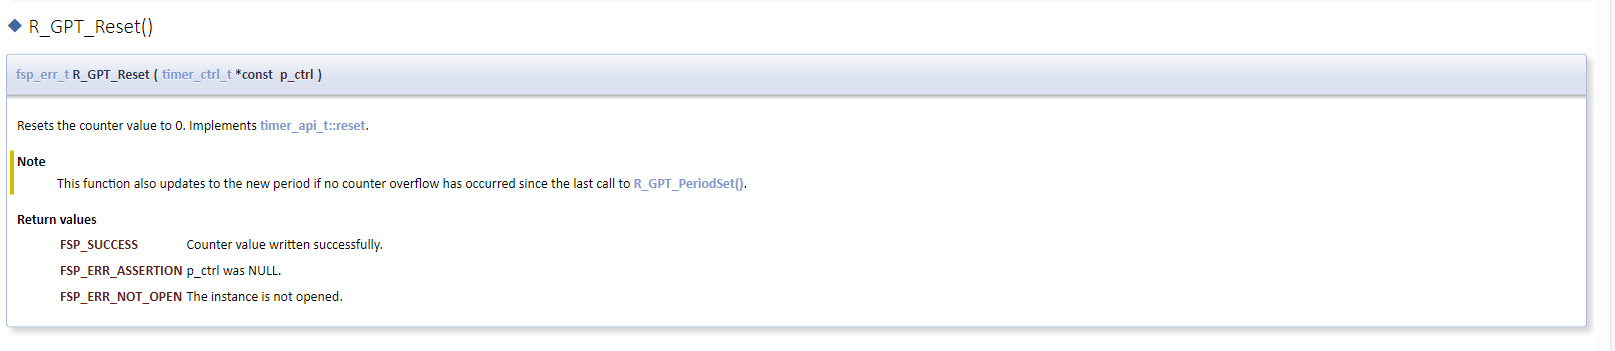 R_GPT_Reset()
fsp_err_t R_GPT_Reset ( timer_ctrl_t *const p_ctrl )
Resets the counter value to 0. Implements timer_api_t::reset.
Note
This function also updates to the new period if no counter overflow has occurred since the last call to R_GPT_PeriodSet().
Return values
FSP_SUCCESS Counter value written successfully.
FSP_ERR_ASSERTION p_ctrl was NULL.
FSP_ERR_NOT_OPEN The instance is not opened.